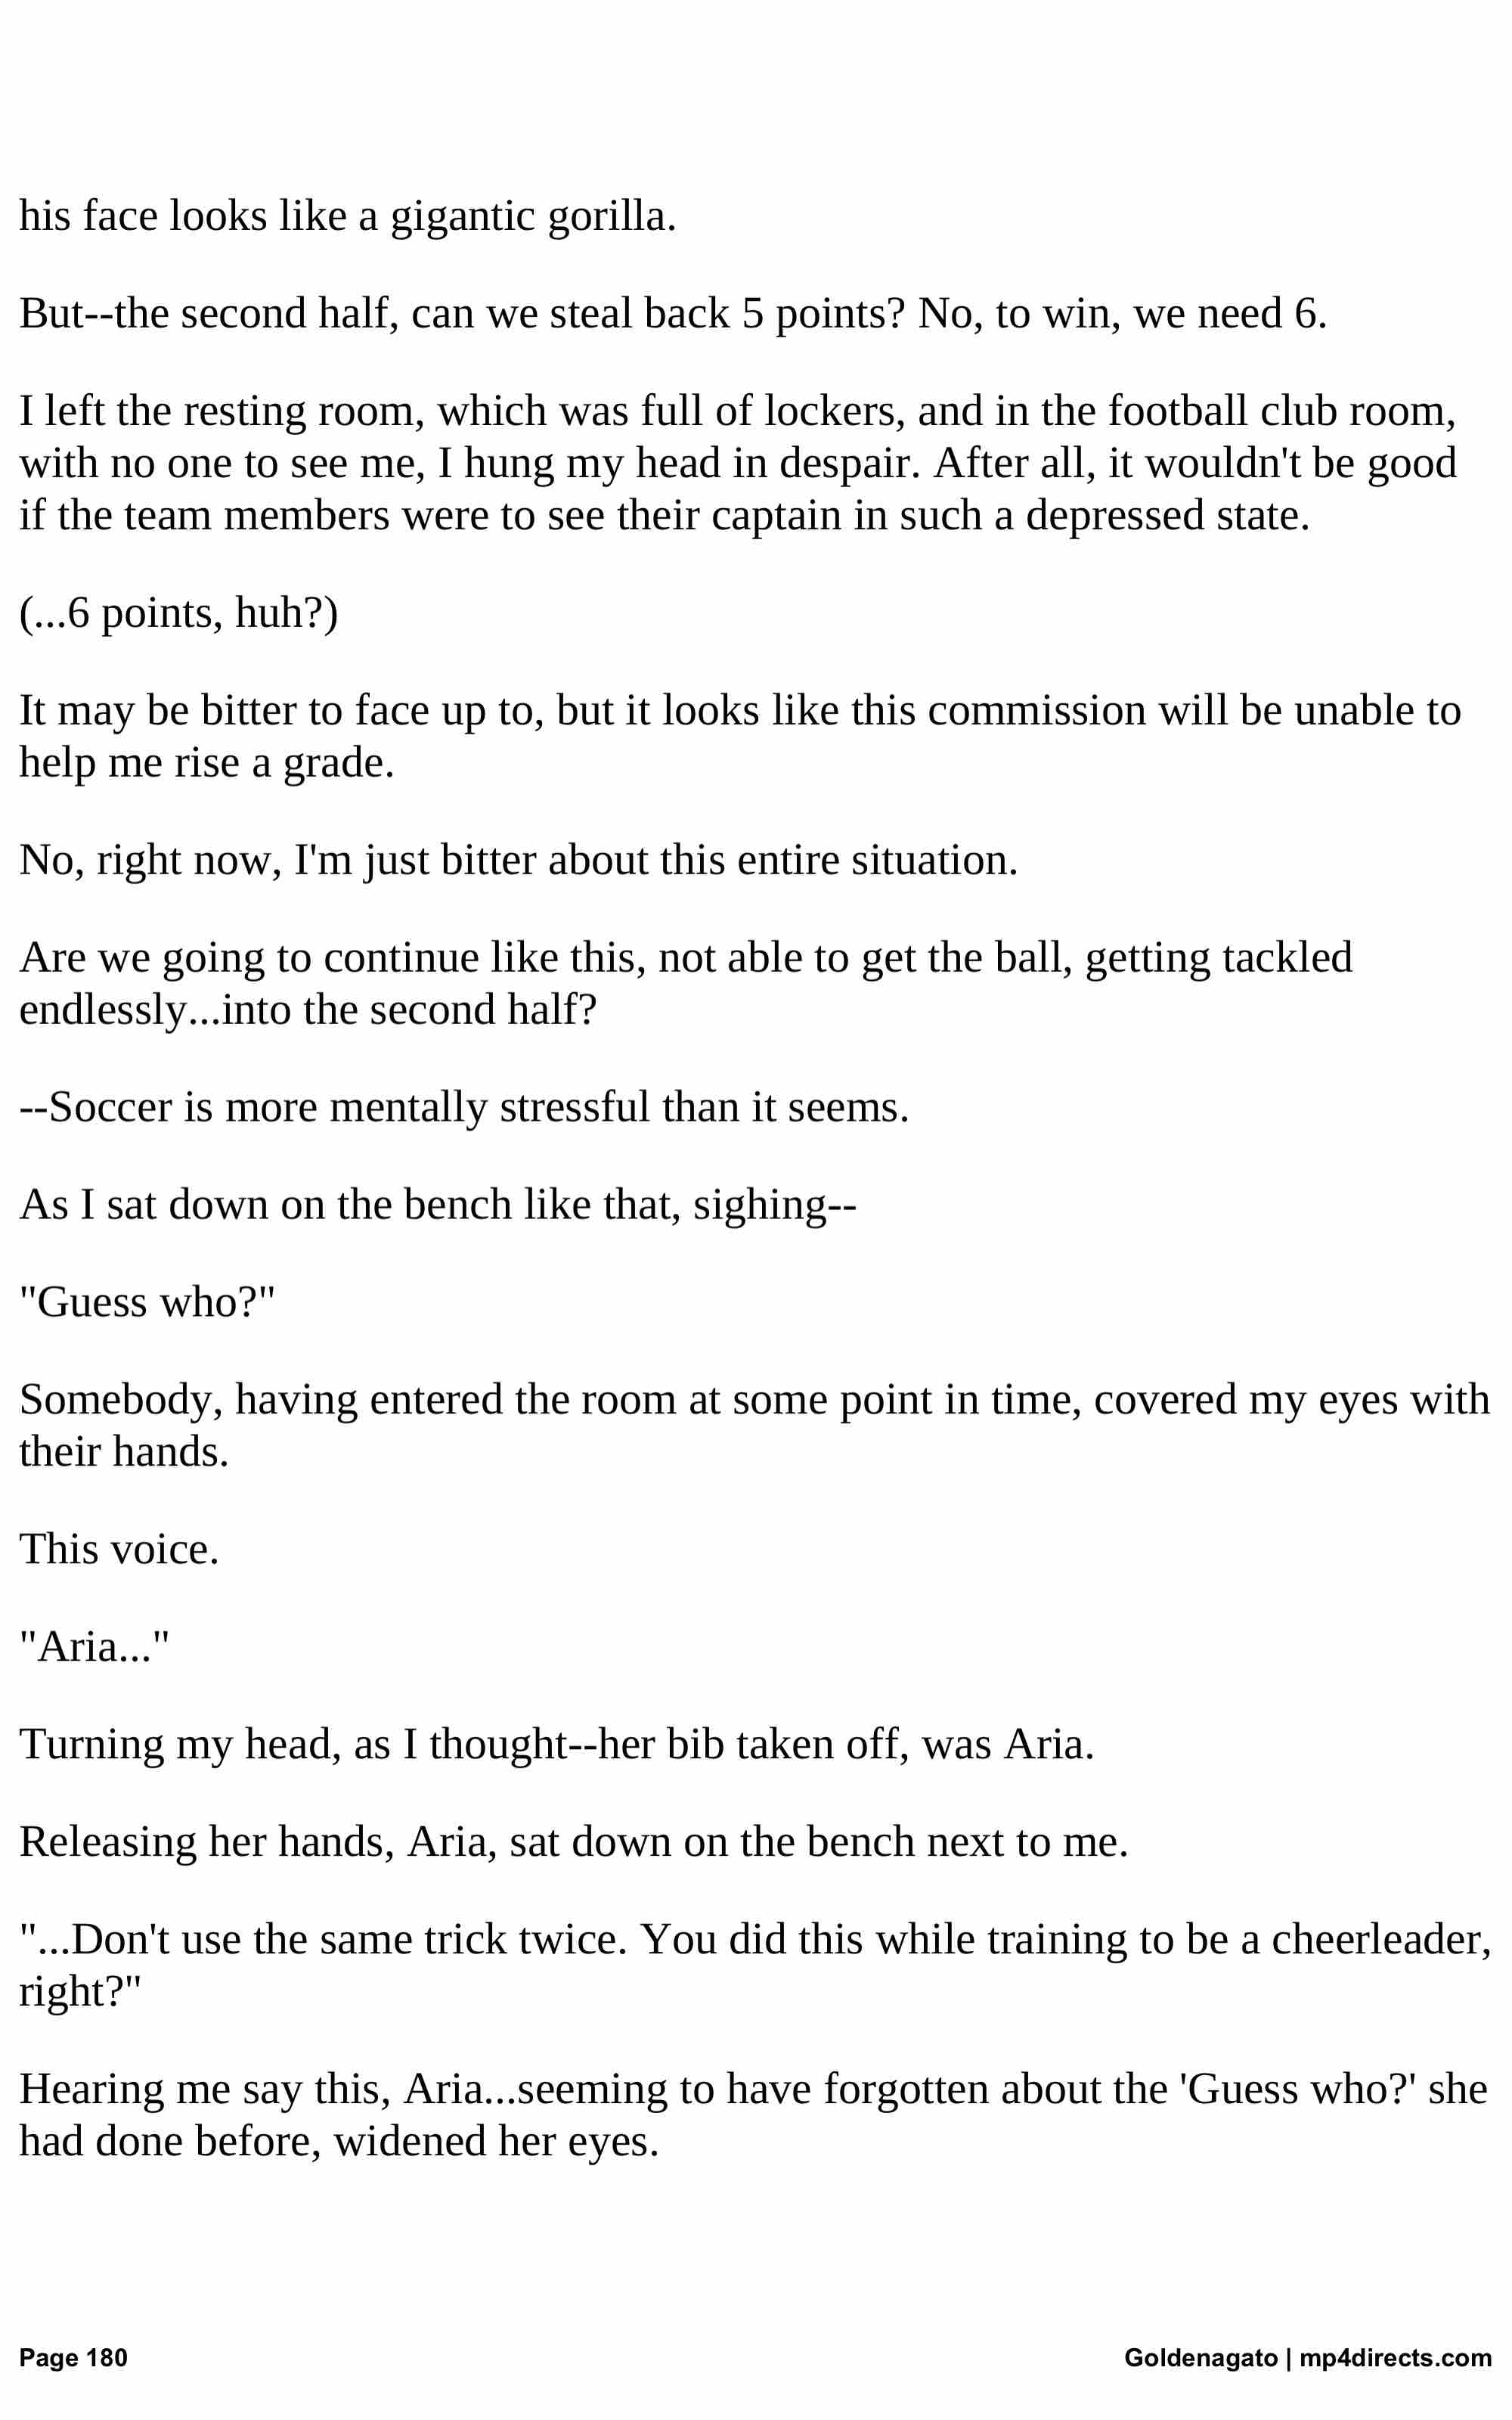 his face looks like a gigantic gorilla.
But--the second half, can we steal back 5 points? No, to win, we need 6.
I left the resting room, which was full of lockers, and in the football club room,
with no one to see me, I hung my head in despair. After all, it wouldn't be good
if the team members were to see their captain in such a depressed state.
(...6 points, huh?)
It may be bitter to face up to, but it looks like this commission will be unable to
help me rise a grade.
No, right now, I'm just bitter about this entire situation.
Are we going to continue like this, not able to get the ball, getting tackled
endlessly...into the second half?
--Soccer is more mentally stressful than it seems.
As I sat down on the bench like that, sighing--
"Guess who?"
Somebody, having entered the room at some point in time, covered my eyes with
their hands.
This voice.
"Aria..."
Turning my head, as I thought--her bib taken off, was Aria.
Releasing her hands, Aria, sat down on the bench next to me.
"...Don't use the same trick twice. You did this while training to be a cheerleader,
right?"
Hearing me say this, Aria...seeming to have forgotten about the 'Guess who?' she
had done before, widened her eyes.
Page 180
Goldenagato | mp4directs.com